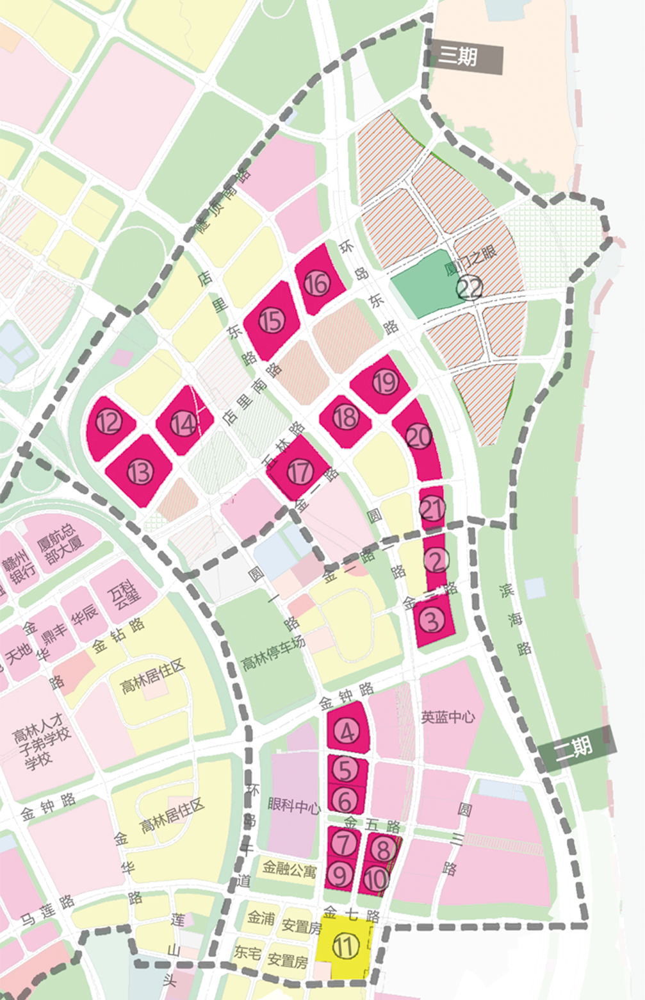 三期
隧顶南路
环岛东路
店里东路
厦门之眼
22
16
15
店里南路
19
18
20
12
14
13
五林路
17
金一路
21
圆一路
圆二路
金二路
2
金三路
3
厦航总
部大厦
赣州
银行
万科
云玺
华辰
鼎丰
天地
金钻路
金华路
高林居住区
高林停车场
滨海路
金钟路
高林人才
子弟学校
学校
4
英蓝中心
二期
5
6
眼科中心
金五路
环岛干道
金钟路
高林居住区
金华路
7
8
9
10
圆三路
金融公寓
马莲路
金七路
金浦
安置房
11
东宅
安置房
莲山头